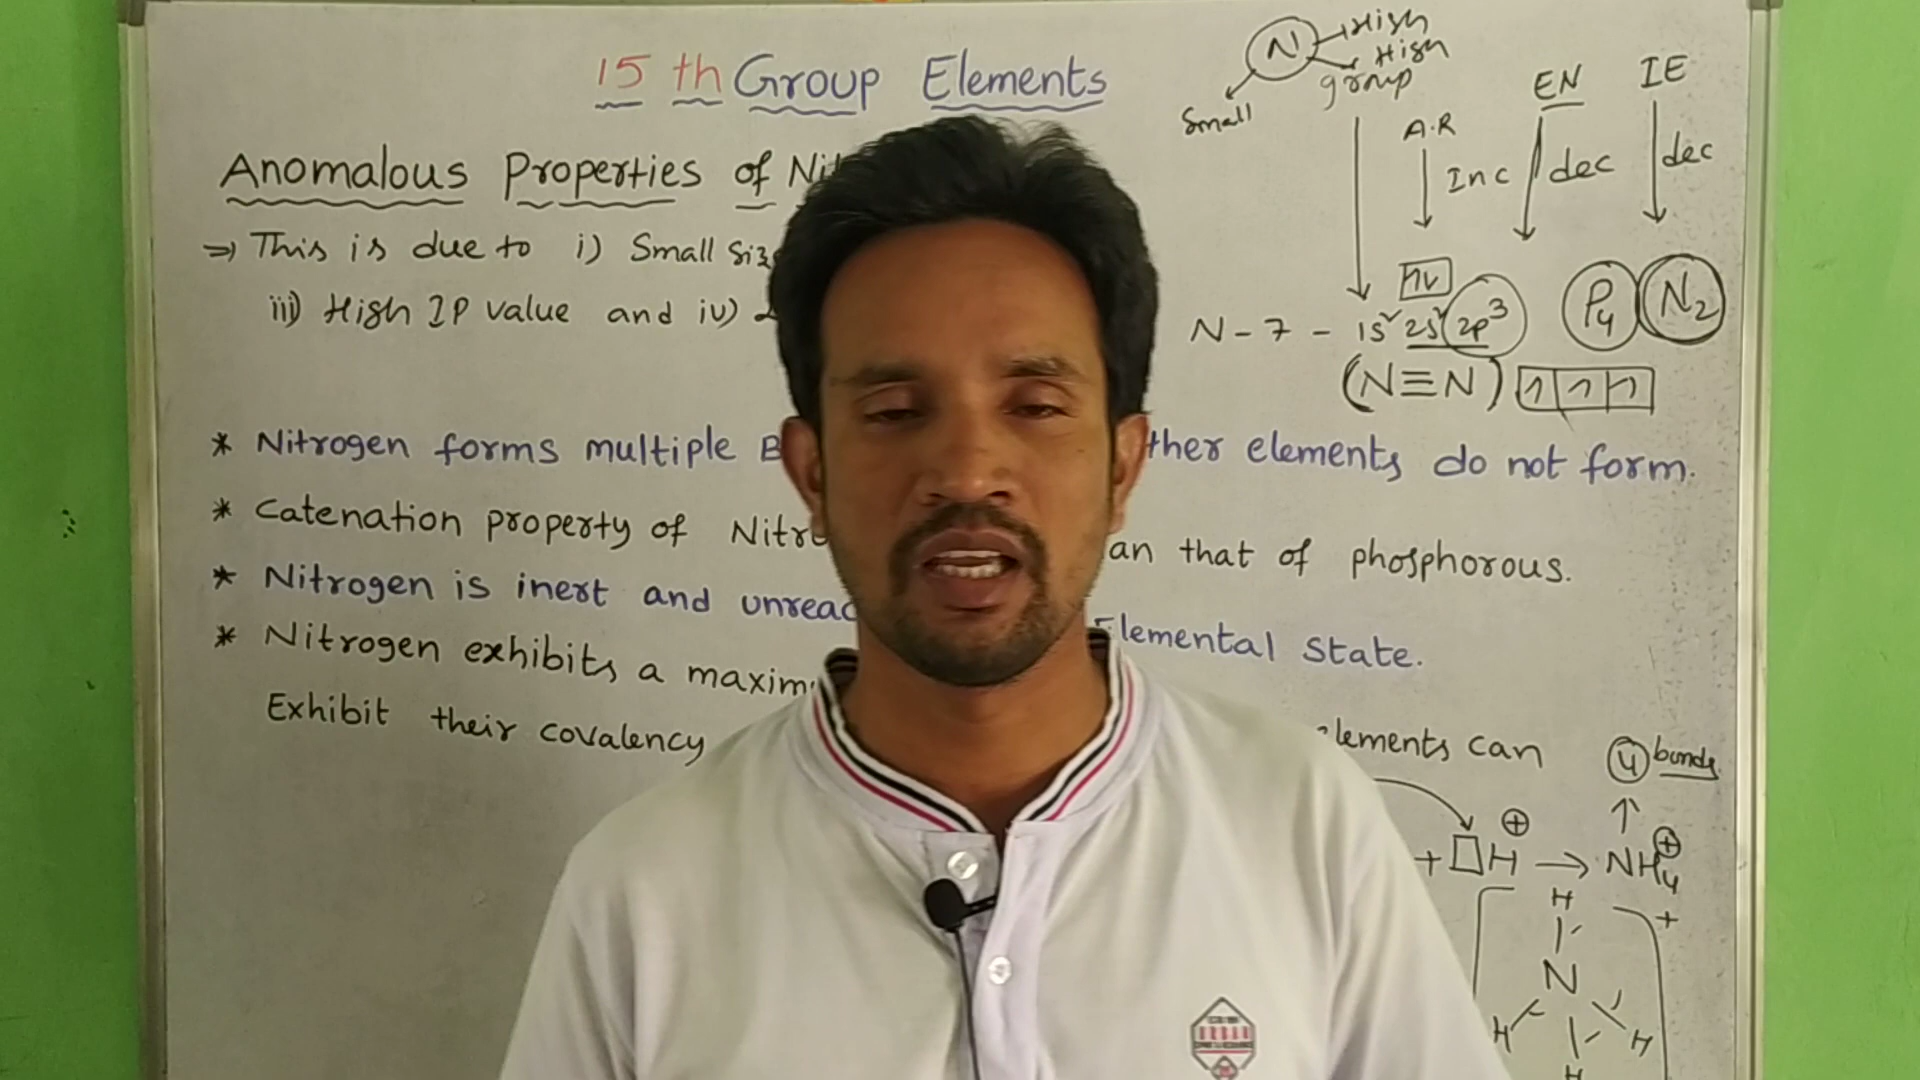 15 th Group Elements
Anomalous Properties of Ni
⇒ This is due to i) Small Siz
iii) High IP value and iv)
* Nitrogen forms multiple B
ther elements do not form.
* Catenation property of Nitr
an that of phosphorous.
* Nitrogen is inert and unreac
Elemental State.
* Nitrogen exhibits a maxim
Exhibit their covalency
lements can
N
High
High
Small
group
A.R
Inc
EN
dec
IE
dec
N - 7 - 1s² 2s² 2p³
P₄
N₂
(N≡N)
4 bonds
+ H⊕ → NH₄⊕
H
+
N
H
H
H
URBAN